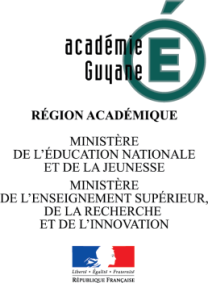 académie
Guyane
É
RÉGION ACADÉMIQUE
MINISTÈRE
DE L'ÉDUCATION NATIONALE
ET DE LA JEUNESSE
MINISTÈRE
DE L'ENSEIGNEMENT SUPÉRIEUR,
DE LA RECHERCHE
ET DE L'INNOVATION
Liberté • Égalité • Fraternité
RÉPUBLIQUE FRANÇAISE